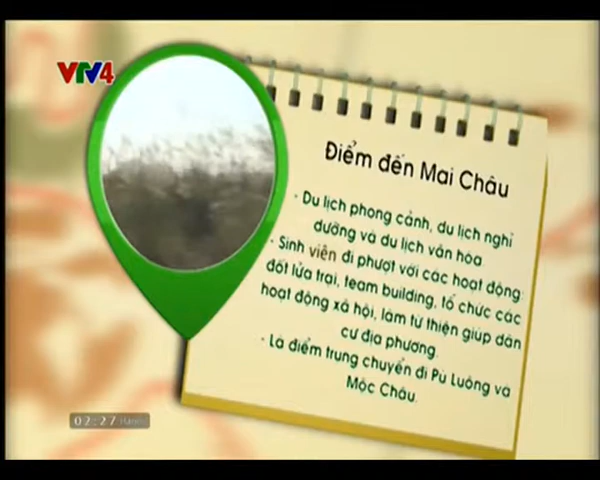 VTV4
Điểm đến Mai Châu
- Du lịch phong cảnh, du lịch nghỉ
dưỡng và du lịch văn hóa
- Sinh viên đi phượt với các hoạt động:
đốt lửa trại, team building, tổ chức các
hoạt động xã hội, làm từ thiện giúp dân
cư địa phương.
- Là điểm trung chuyển đi Pù Luông và
Mộc Châu.
02:27